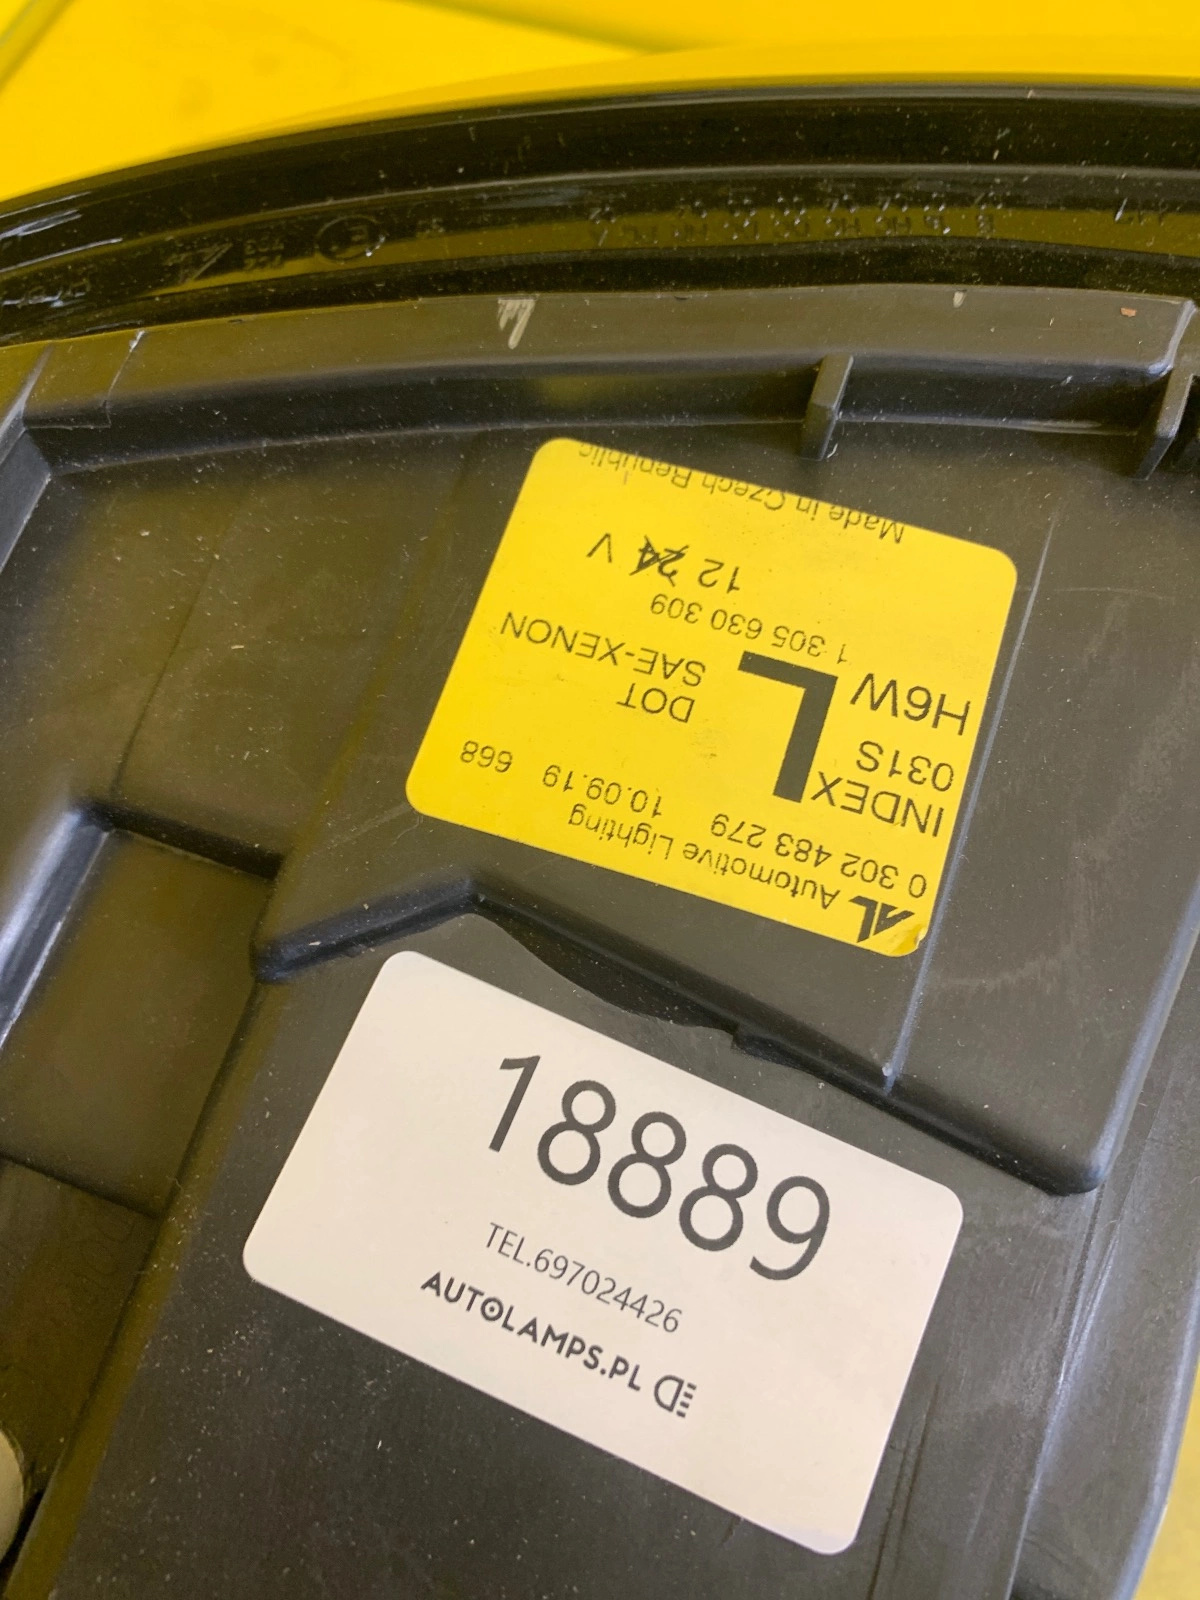 AL Automotive Lighting
0 302 483 279 10.09.19 668
INDEX
031S
H6W
L
DOT
SAE-XENON
1 305 630 309
12 24 V
Made in Czech Republic
18889
TEL.697024426
AUTOLAMPS.PL